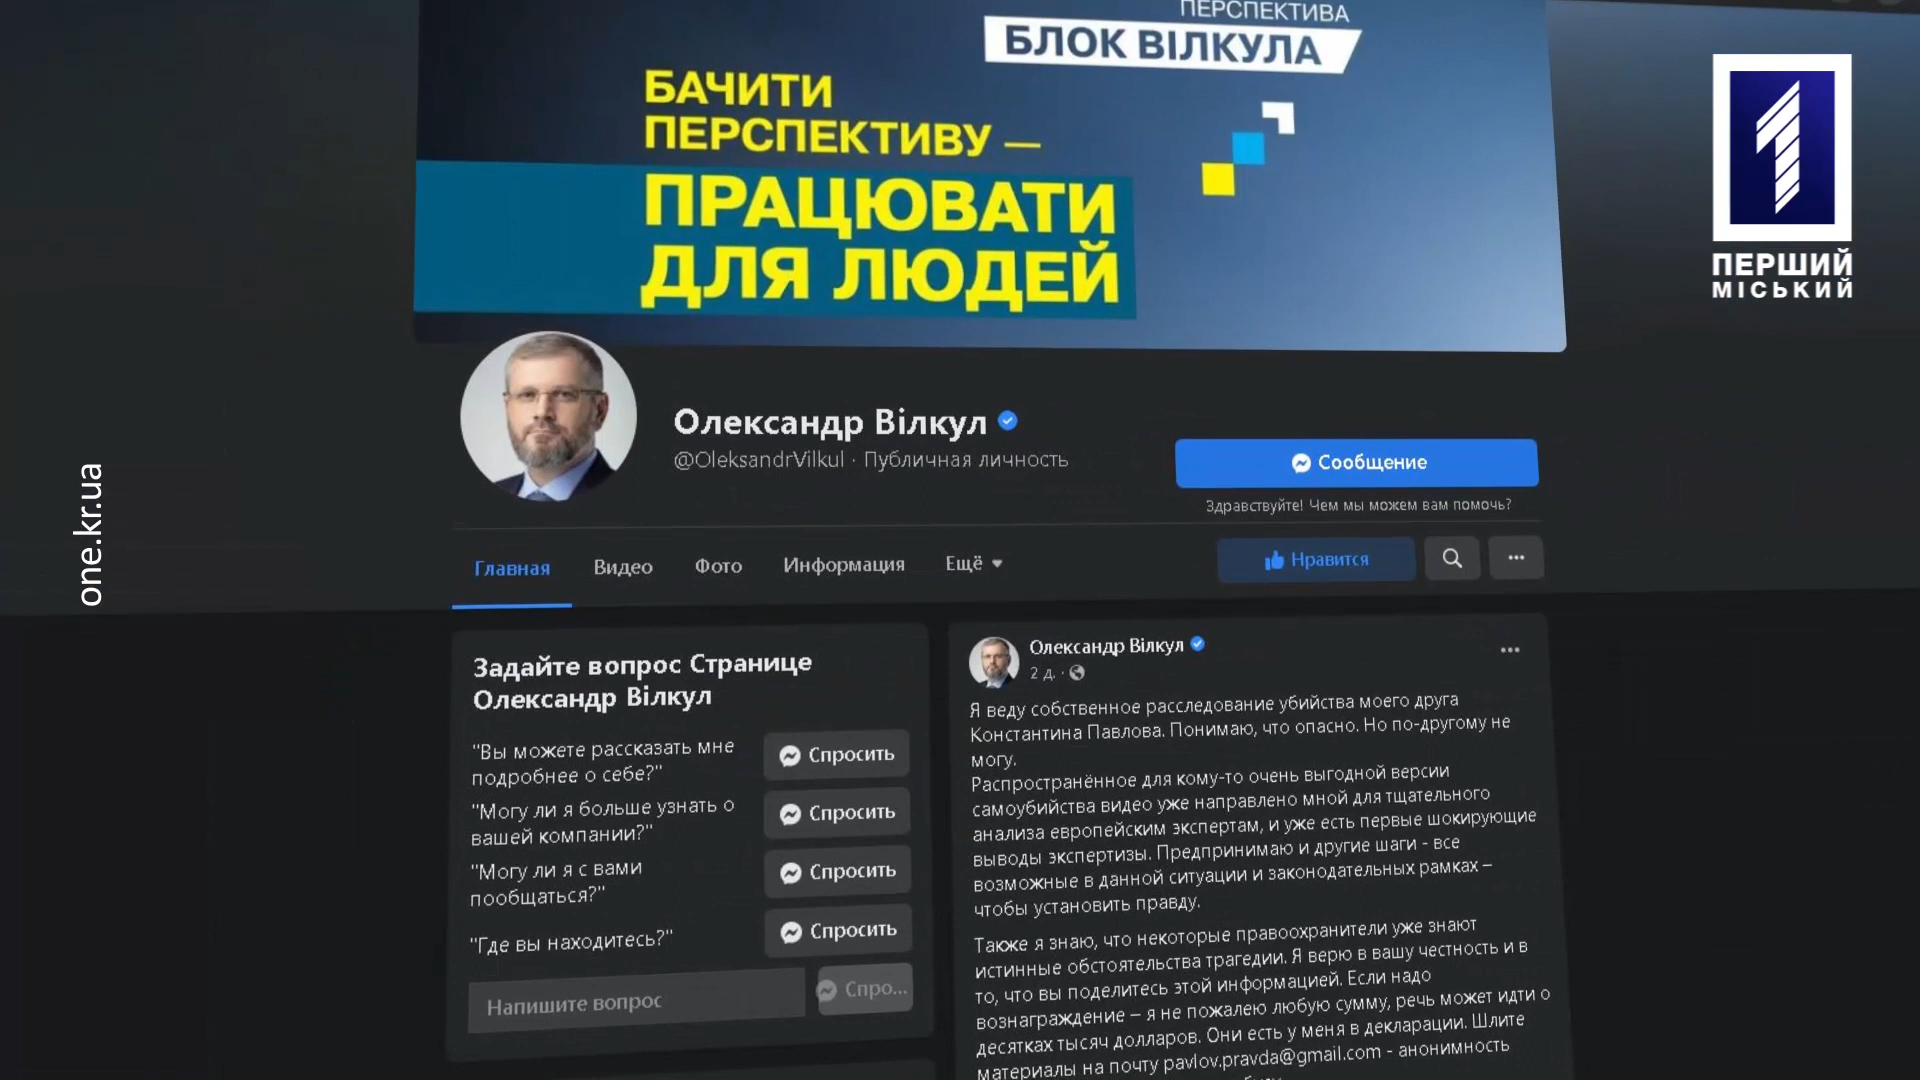 ПЕРСПЕКТИВА
БЛОК ВІЛКУЛА
БАЧИТИ
ПЕРСПЕКТИВУ —
ПРАЦЮВАТИ
ДЛЯ ЛЮДЕЙ
1
ПЕРШИЙ
МІСЬКИЙ
one.kr.ua
Олександр Вілкул
@OleksandrVilkul · Публичная личность
Сообщение
Здравствуйте! Чем мы можем вам помочь?
Главная
Видео
Фото
Информация
Ещё
Нравится
Задайте вопрос Странице
Олександр Вілкул
"Вы можете рассказать мне
подробнее о себе?"
Спросить
"Могу ли я больше узнать о
вашей компании?"
Спросить
"Могу ли я с вами
пообщаться?"
Спросить
"Где вы находитесь?"
Спросить
Напишите вопрос
Спро...
Олександр Вілкул
2 д. ·
Я веду собственное расследование убийства моего друга
Константина Павлова. Понимаю, что опасно. Но по-другому не
могу.
Распространённое для кому-то очень выгодной версии
самоубийства видео уже направлено мной для тщательного
анализа европейским экспертам, и уже есть первые шокирующие
выводы экспертизы. Предпринимаю и другие шаги - все
возможные в данной ситуации и законодательных рамках –
чтобы установить правду.
Также я знаю, что некоторые правоохранители уже знают
истинные обстоятельства трагедии. Я верю в вашу честность и в
то, что вы поделитесь этой информацией. Если надо
вознаграждение – я не пожалею любую сумму, речь может идти о
десятках тысяч долларов. Они есть у меня в декларации. Шлите
материалы на почту pavlov.pravda@gmail.com - анонимность